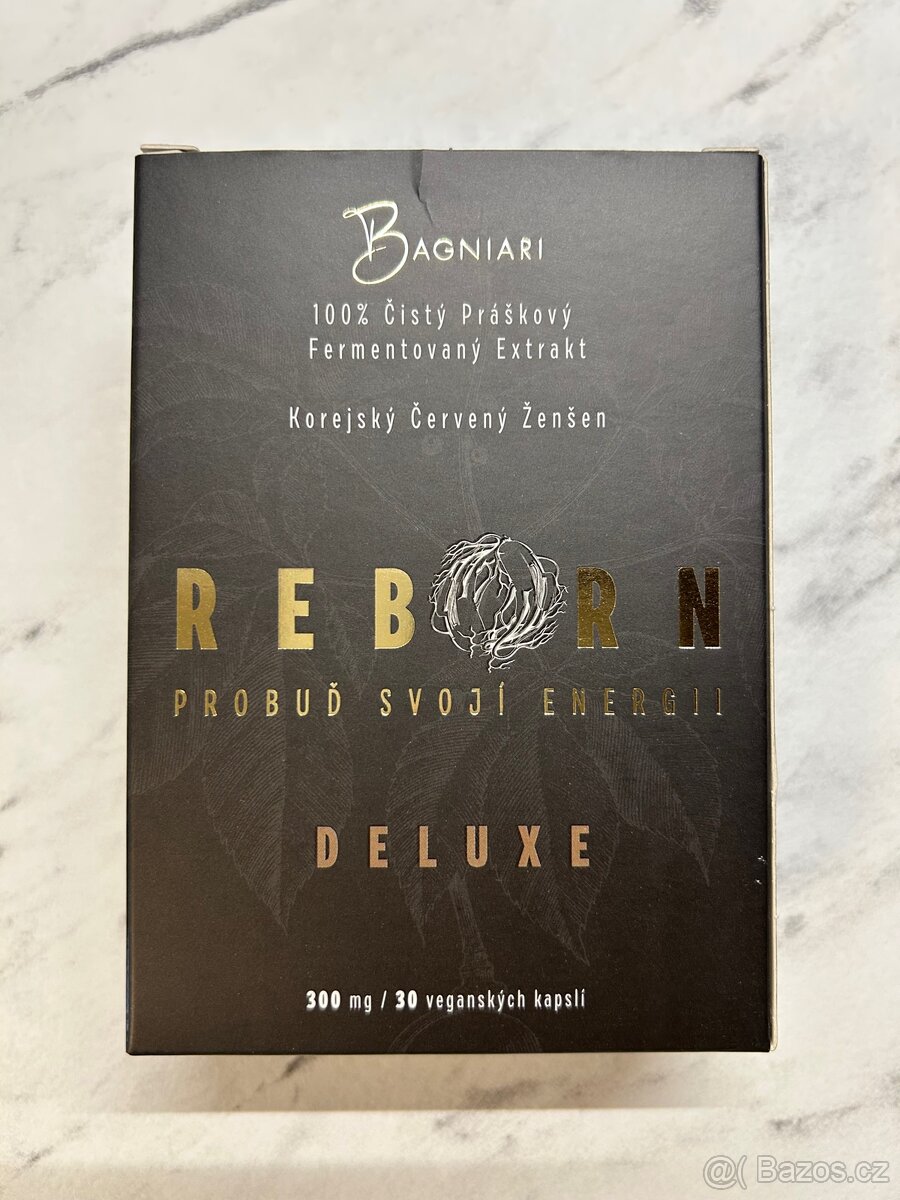 BAGNIARI
100% Čistý Práškový
Fermentovaný Extrakt
Korejský Červený Ženšen
REBORN
PROBUĎ SVOJÍ ENERGII
DELUXE
300 mg / 30 veganských kapslí
@( Bazos.cz